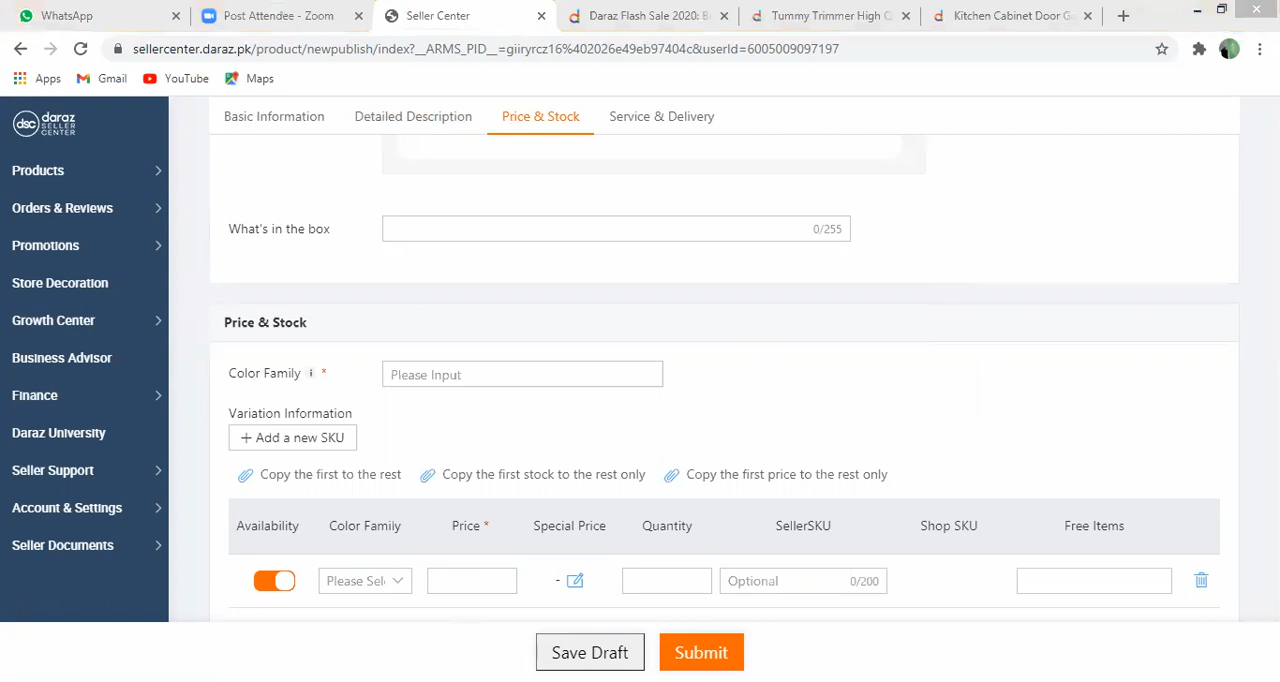 WhatsApp
Post Attendee - Zoom
Seller Center
Daraz Flash Sale 2020: B
Tummy Trimmer High Q
Kitchen Cabinet Door G
sellercenter.daraz.pk/product/newpublish/index?__ARMS_PID__=giiryrcz16%402026e49eb97404c&userId=6005009097197
Apps
Gmail
YouTube
Maps
dsc daraz
SELLER
CENTER
Products
Orders & Reviews
Promotions
Store Decoration
Growth Center
Business Advisor
Finance
Daraz University
Seller Support
Account & Settings
Seller Documents
Basic Information
Detailed Description
Price & Stock
Service & Delivery
What's in the box
0/255
Price & Stock
Color Family i *
Please Input
Variation Information
+ Add a new SKU
Copy the first to the rest
Copy the first stock to the rest only
Copy the first price to the rest only
Availability
Color Family
Price *
Special Price
Quantity
SellerSKU
Shop SKU
Free Items
Please Sel
-
Optional
0/200
Save Draft
Submit